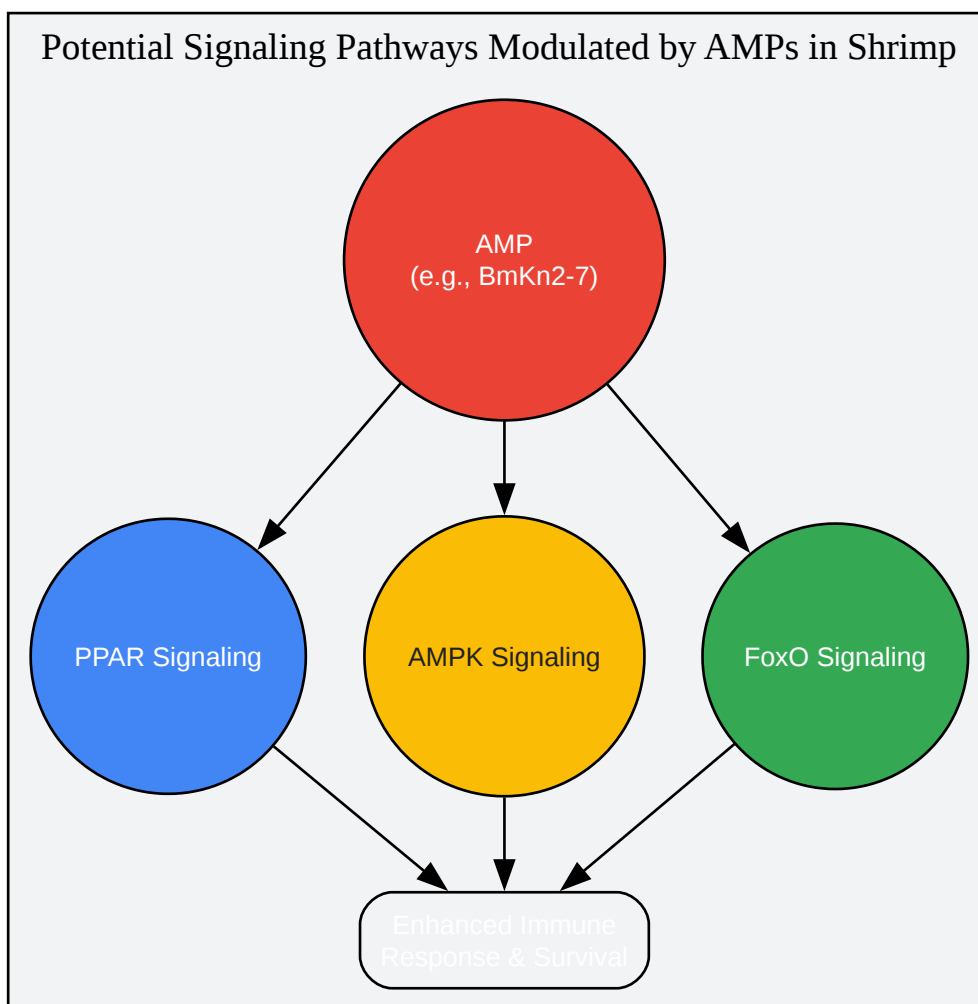 Potential Signaling Pathways Modulated by AMPs in Shrimp
AMP
(e.g., BmKn2-7)
PPAR Signaling
AMPK Signaling
FoxO Signaling
Enhanced Immune
Response & Survival